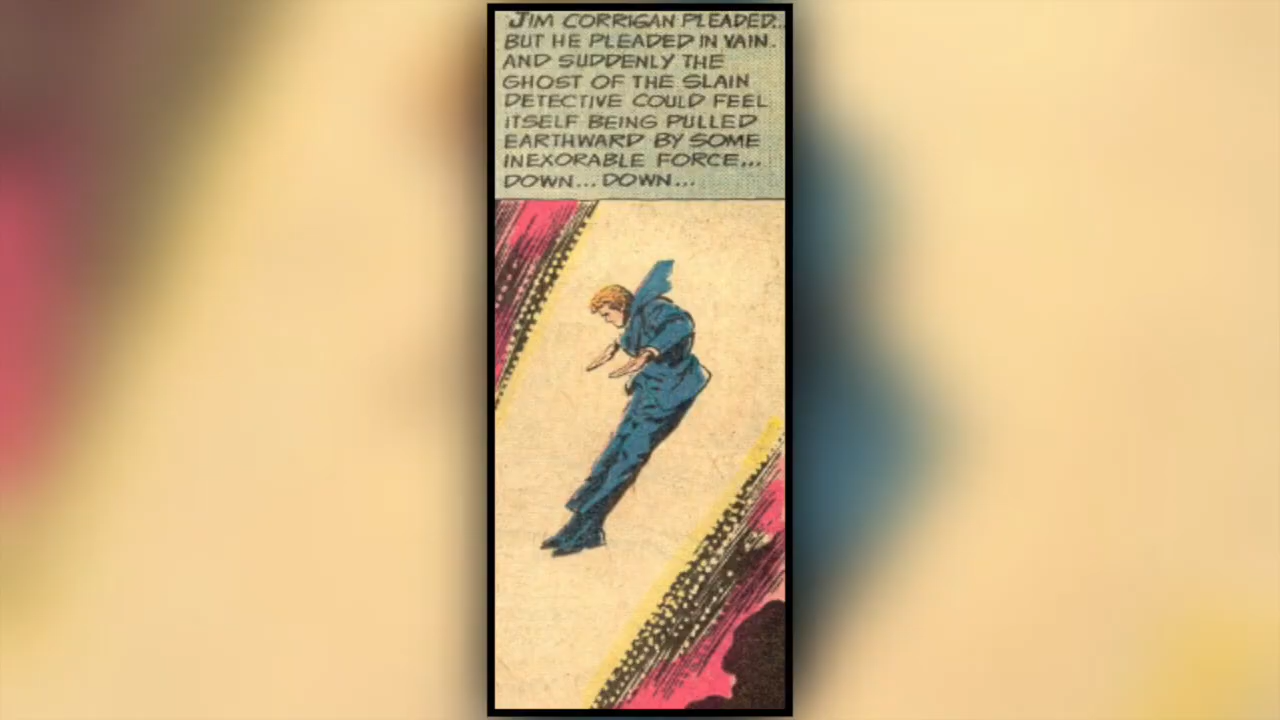 JIM CORRIGAN PLEADED...
BUT HE PLEADED IN VAIN.
AND SUDDENLY THE
GHOST OF THE SLAIN
DETECTIVE COULD FEEL
ITSELF BEING PULLED
EARTHWARD BY SOME
INEXORABLE FORCE...
DOWN... DOWN...